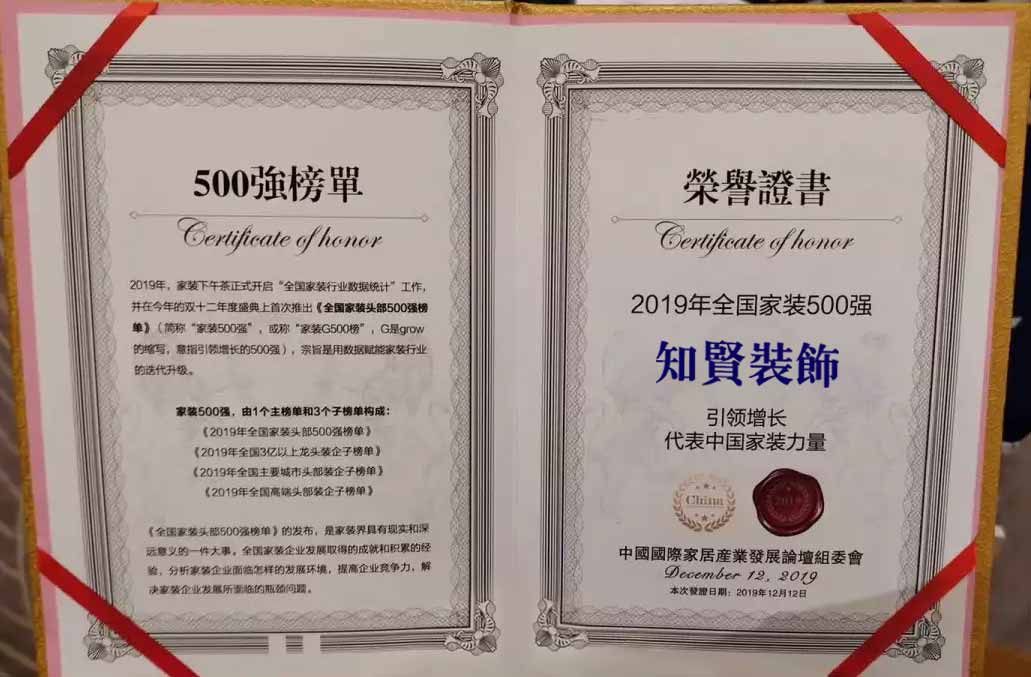 500強榜單
Certificate of honor
2019年，家装下午茶正式开启“全国家装行业数据统计”工作，
并在今年的双十二年度盛典上首次推出《全国家装头部500强榜
单》（简称“家装500强”，或称“家装G500榜”，G是grow
的缩写，意指引领增长的500强），宗旨是用数据赋能家装行业
的迭代升级。
家装500强，由1个主榜单和3个子榜单构成：
《2019年全国家装头部500强榜单》
《2019年全国3亿以上龙头装企子榜单》
《2019年全国主要城市头部装企子榜单》
《2019年全国高端头部装企子榜单》
《全国家装头部500强榜单》的发布，是家装界具有现实和深
远意义的一件大事。全国家装企业发展取得的成就和积累的经
验，分析家装企业面临怎样的发展环境，提高企业竞争力，解
决家装企业发展所面临的瓶颈问题。
榮譽證書
Certificate of honor
2019年全国家装500强
知賢裝飾
引领增长
代表中国家装力量
China
2019
中國國際家居産業發展論壇組委會
December 12, 2019
本次發證日期：2019年12月12日